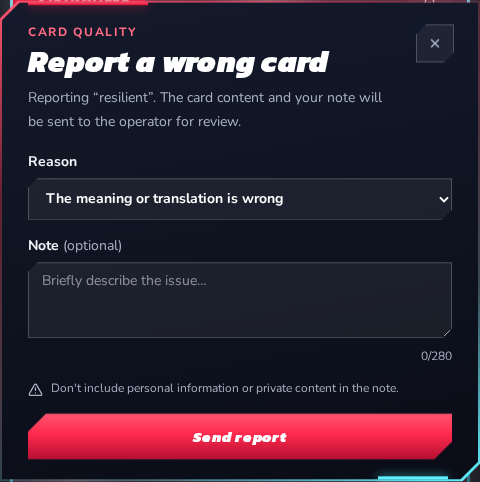 CARD QUALITY
Report a wrong card
×
Reporting “resilient”. The card content and your note will
be sent to the operator for review.
Reason
The meaning or translation is wrong
Note (optional)
Briefly describe the issue...
0/280
Don't include personal information or private content in the note.
Send report